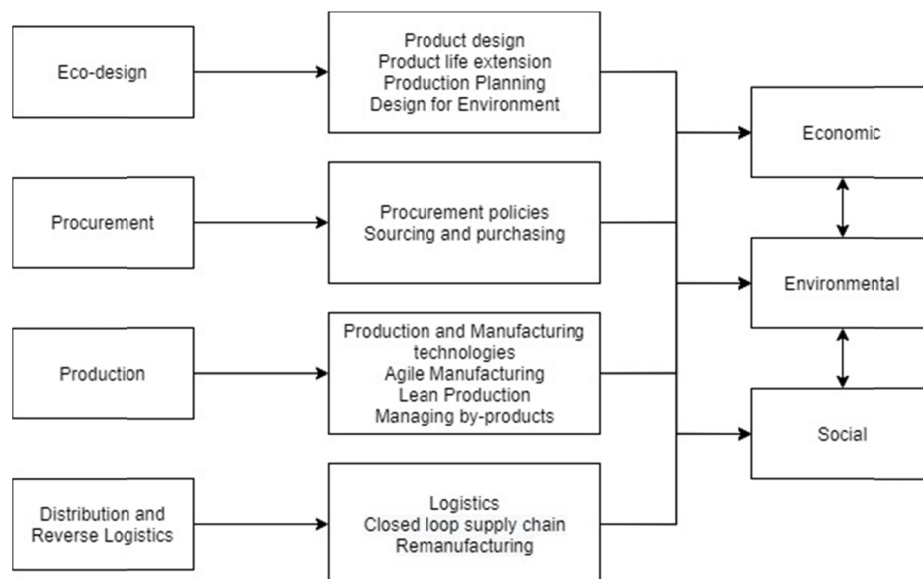 Eco-design
Product design
Product life extension
Production Planning
Design for Environment
Economic
Procurement
Procurement policies
Sourcing and purchasing
Environmental
Production
Production and Manufacturing
technologies
Agile Manufacturing
Lean Production
Managing by-products
Social
Distribution and
Reverse Logistics
Logistics
Closed loop supply chain
Remanufacturing